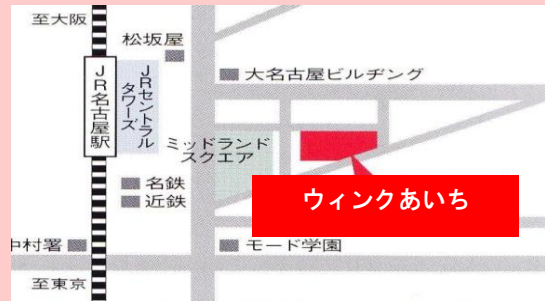 至大阪
松坂屋
JR名古屋駅
JRセントラル
タワーズ
大名古屋ビルヂング
ミッドランド
スクエア
名鉄
近鉄
ウィンクあいち
中村署
モード学園
至東京